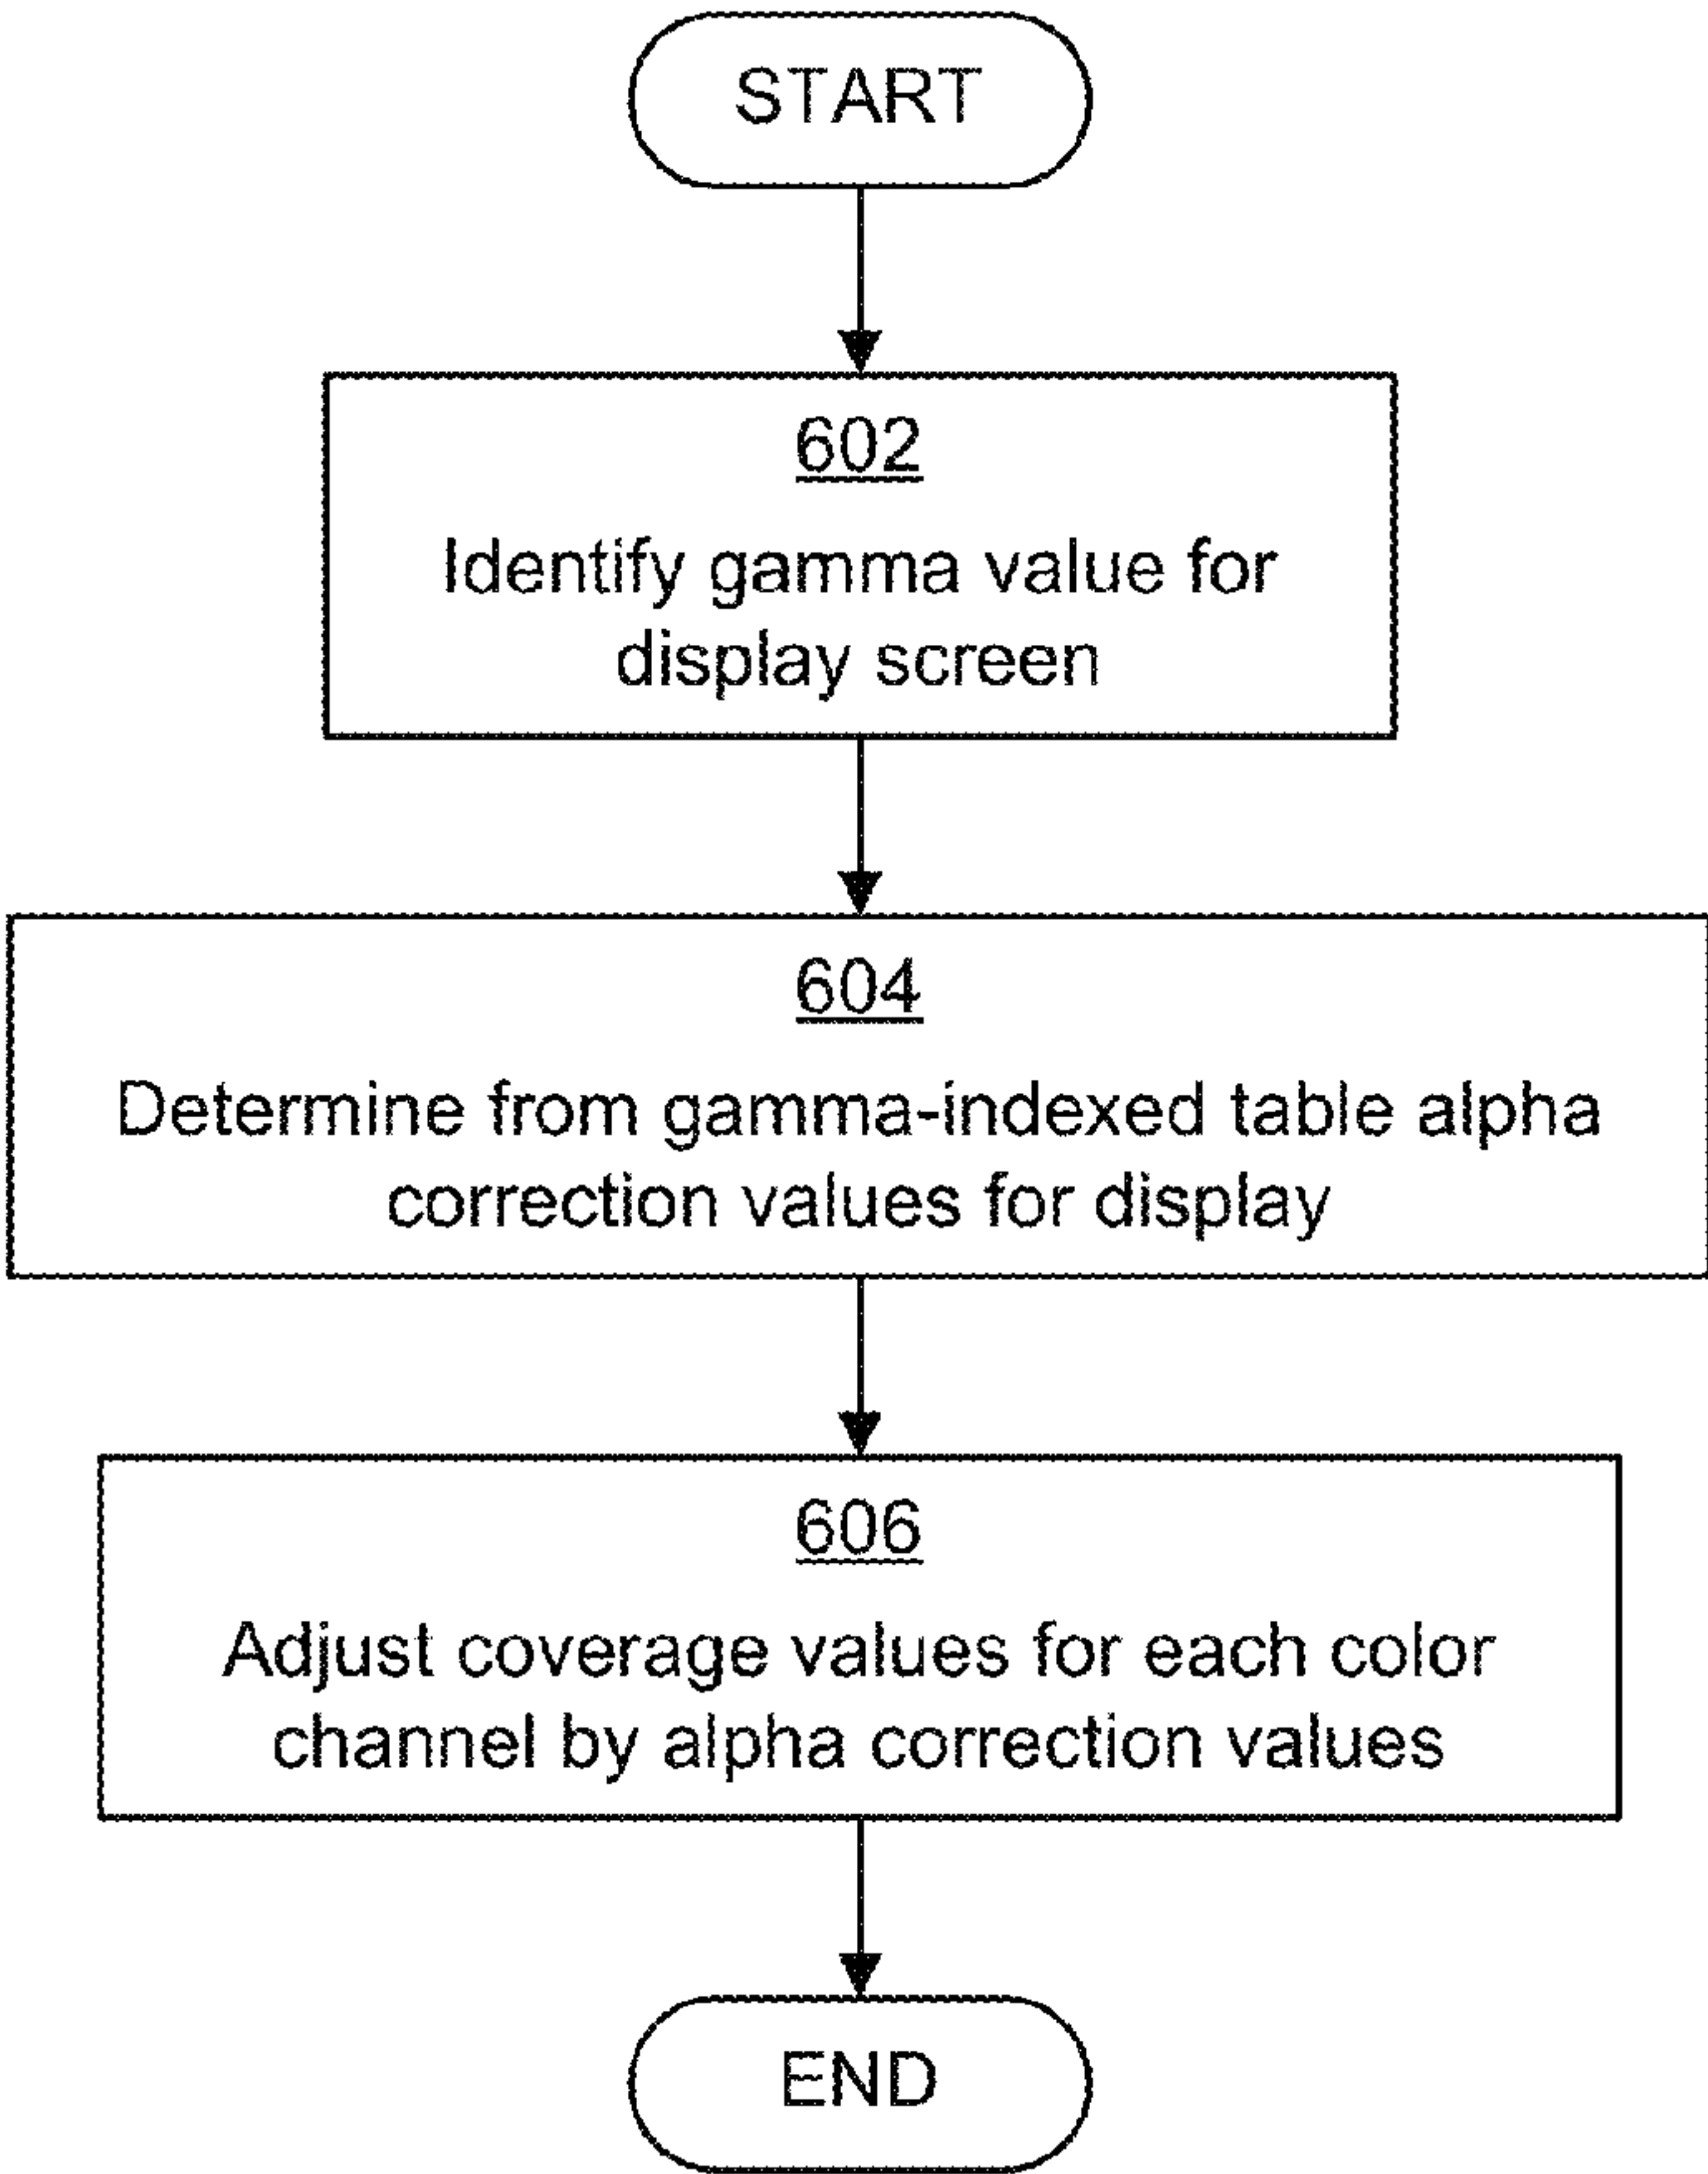 START
602
Identify gamma value for
display screen
604
Determine from gamma-indexed table alpha
correction values for display
606
Adjust coverage values for each color
channel by alpha correction values
END